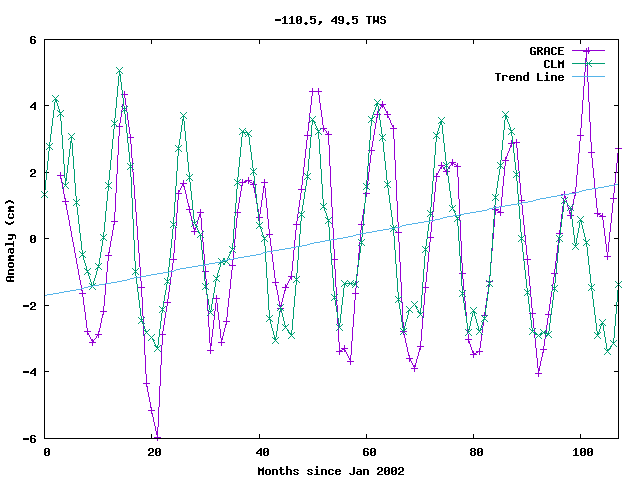 -110.5, 49.5 TWS
GRACE
CLM
Trend Line
6
4
2
0
-2
-4
-6
Anomaly (cm)
0 20 40 60 80 100
Months since Jan 2002